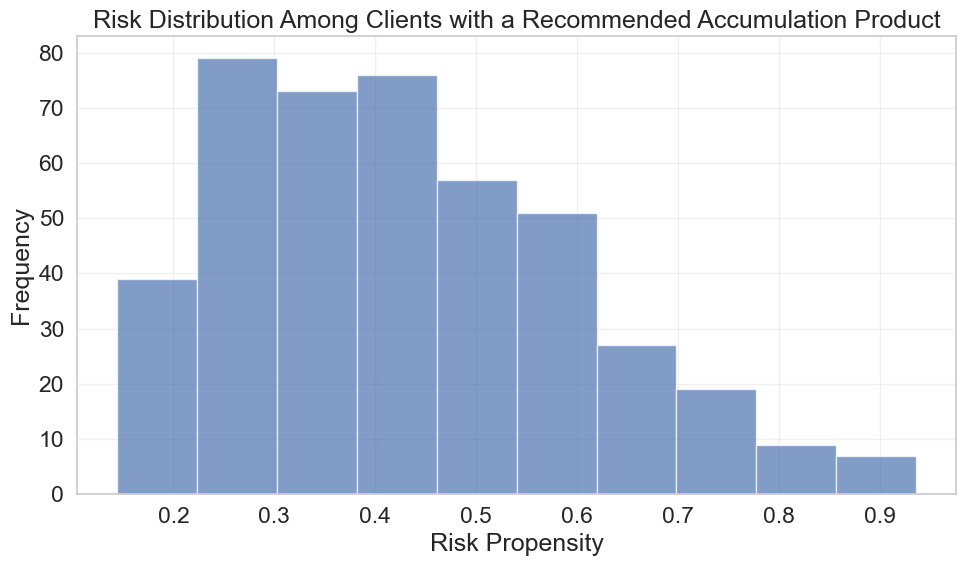 Risk Distribution Among Clients with a Recommended Accumulation Product
80
70
60
50
40
30
20
10
0
Frequency
0.2 0.3 0.4 0.5 0.6 0.7 0.8 0.9
Risk Propensity